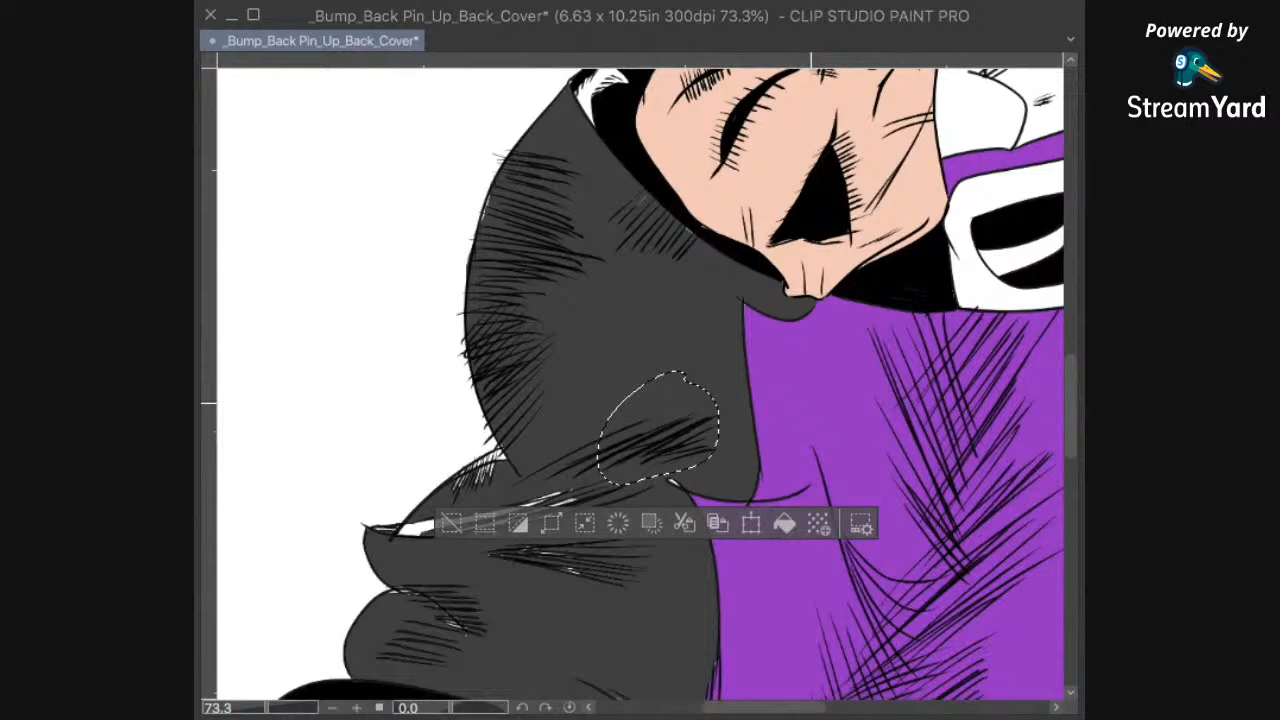 _Bump_Back Pin_Up_Back_Cover* (6.63 x 10.25in 300dpi 73.3%) - CLIP STUDIO PAINT PRO
_Bump_Back Pin_Up_Back_Cover*
Powered by
StreamYard
73.3
0.0